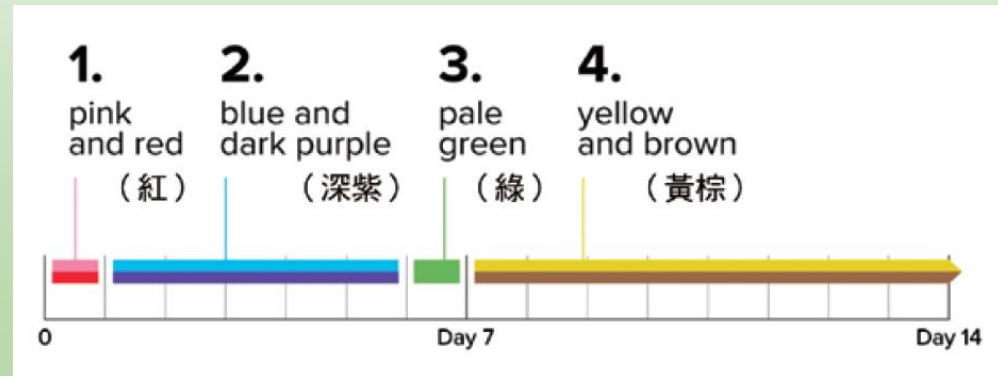 1.
pink
and red
（紅）
2.
blue and
dark purple
（深紫）
3.
pale
green
（綠）
4.
yellow
and brown
（黃棕）
0
Day 7
Day 14